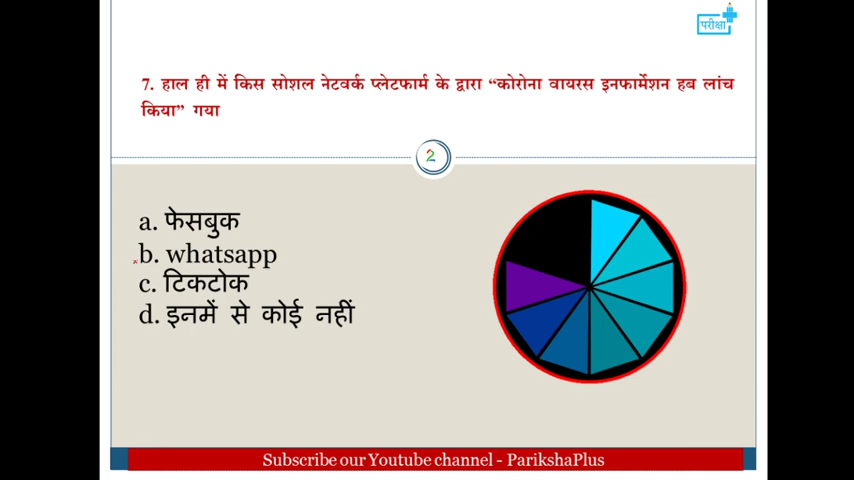 परीक्षा
7. हाल ही में किस सोशल नेटवर्क प्लेटफार्म के द्वारा “कोरोना वायरस इनफार्मेशन हब लांच
किया” गया
2
a. फेसबुक
b. whatsapp
c. टिकटोक
d. इनमें से कोई नहीं
Subscribe our Youtube channel - ParikshaPlus